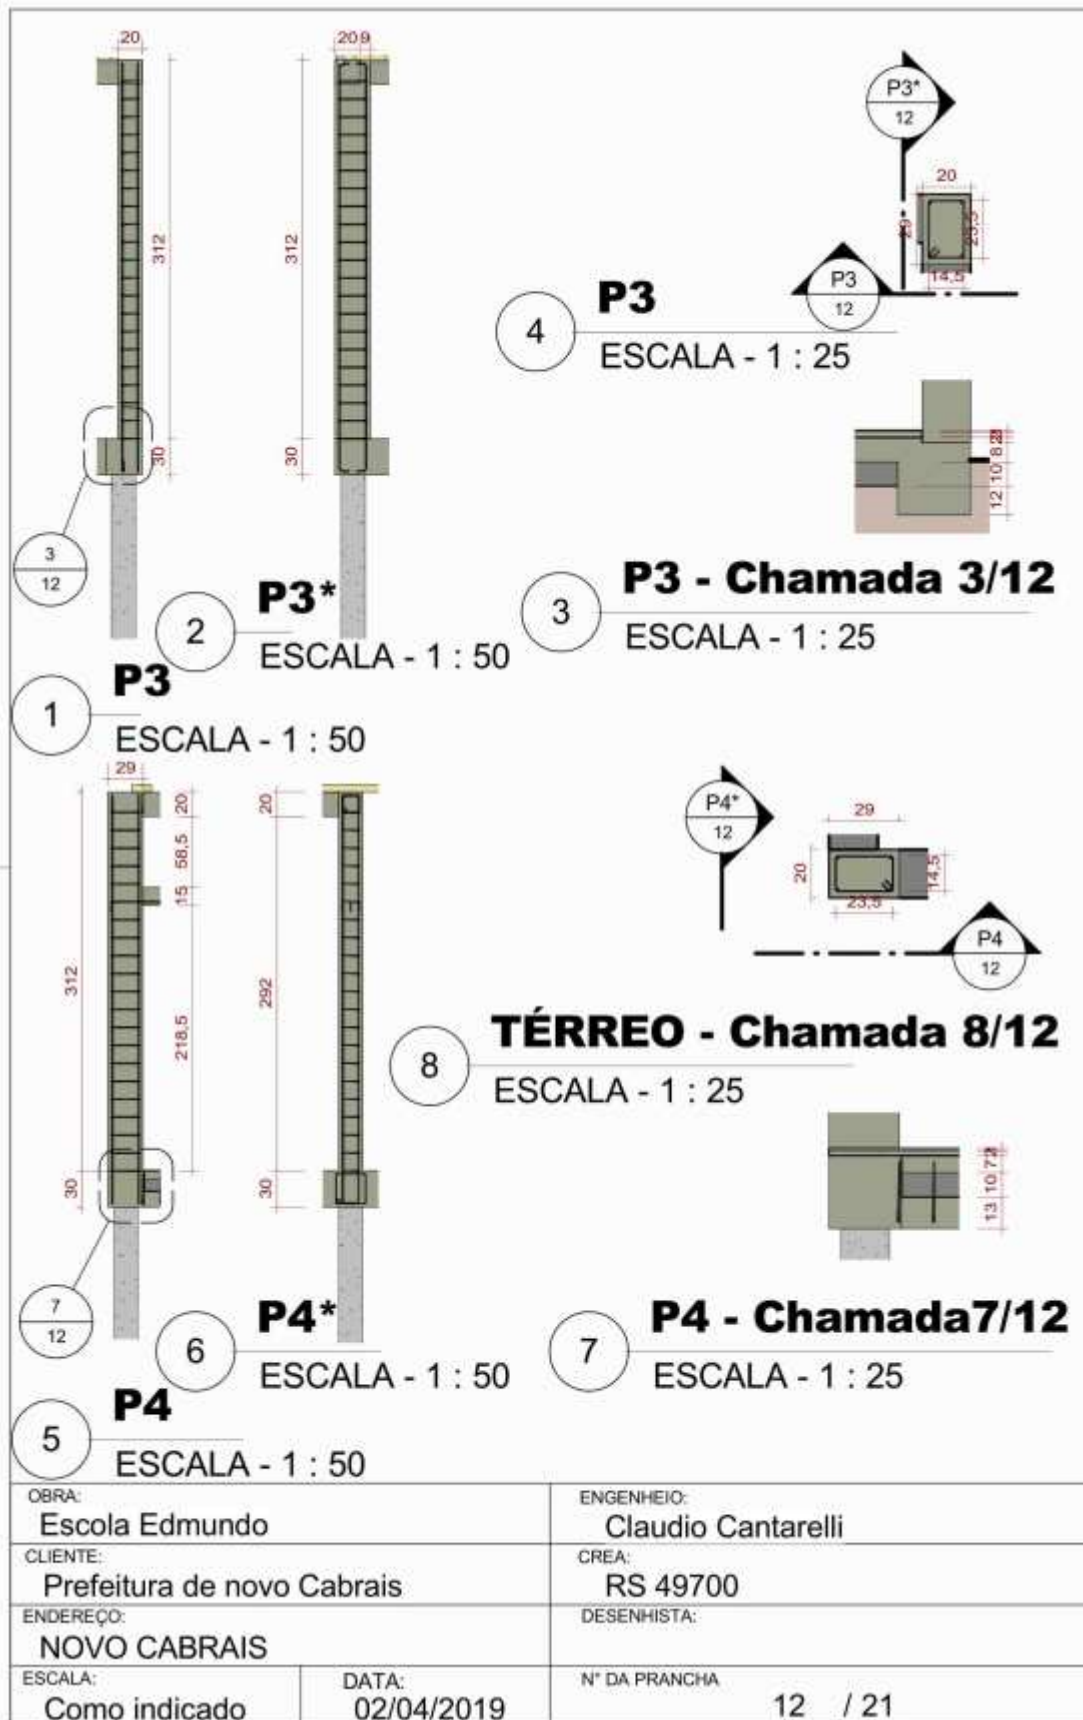 20
312
30
3
12
1
P3
ESCALA - 1 : 50
209
312
30
2
P3*
ESCALA - 1 : 50
P3*
12
20
29
23,5
14,5
P3
12
4
P3
ESCALA - 1 : 25
8
10
12
3
P3 - Chamada 3/12
ESCALA - 1 : 25
29
20
58,5
15
312
218,5
30
7
12
5
P4
ESCALA - 1 : 50
20
292
30
6
P4*
ESCALA - 1 : 50
P4*
12
29
20
14,5
23,5
P4
12
8
TÉRREO - Chamada 8/12
ESCALA - 1 : 25
10
13
7
P4 - Chamada7/12
ESCALA - 1 : 25
OBRA:
Escola Edmundo
ENGENHEIO:
Claudio Cantarelli
CLIENTE:
Prefeitura de novo Cabrais
CREA:
RS 49700
ENDEREÇO:
NOVO CABRAIS
DESENHISTA:
ESCALA:
Como indicado
DATA:
02/04/2019
N° DA PRANCHA
12 / 21